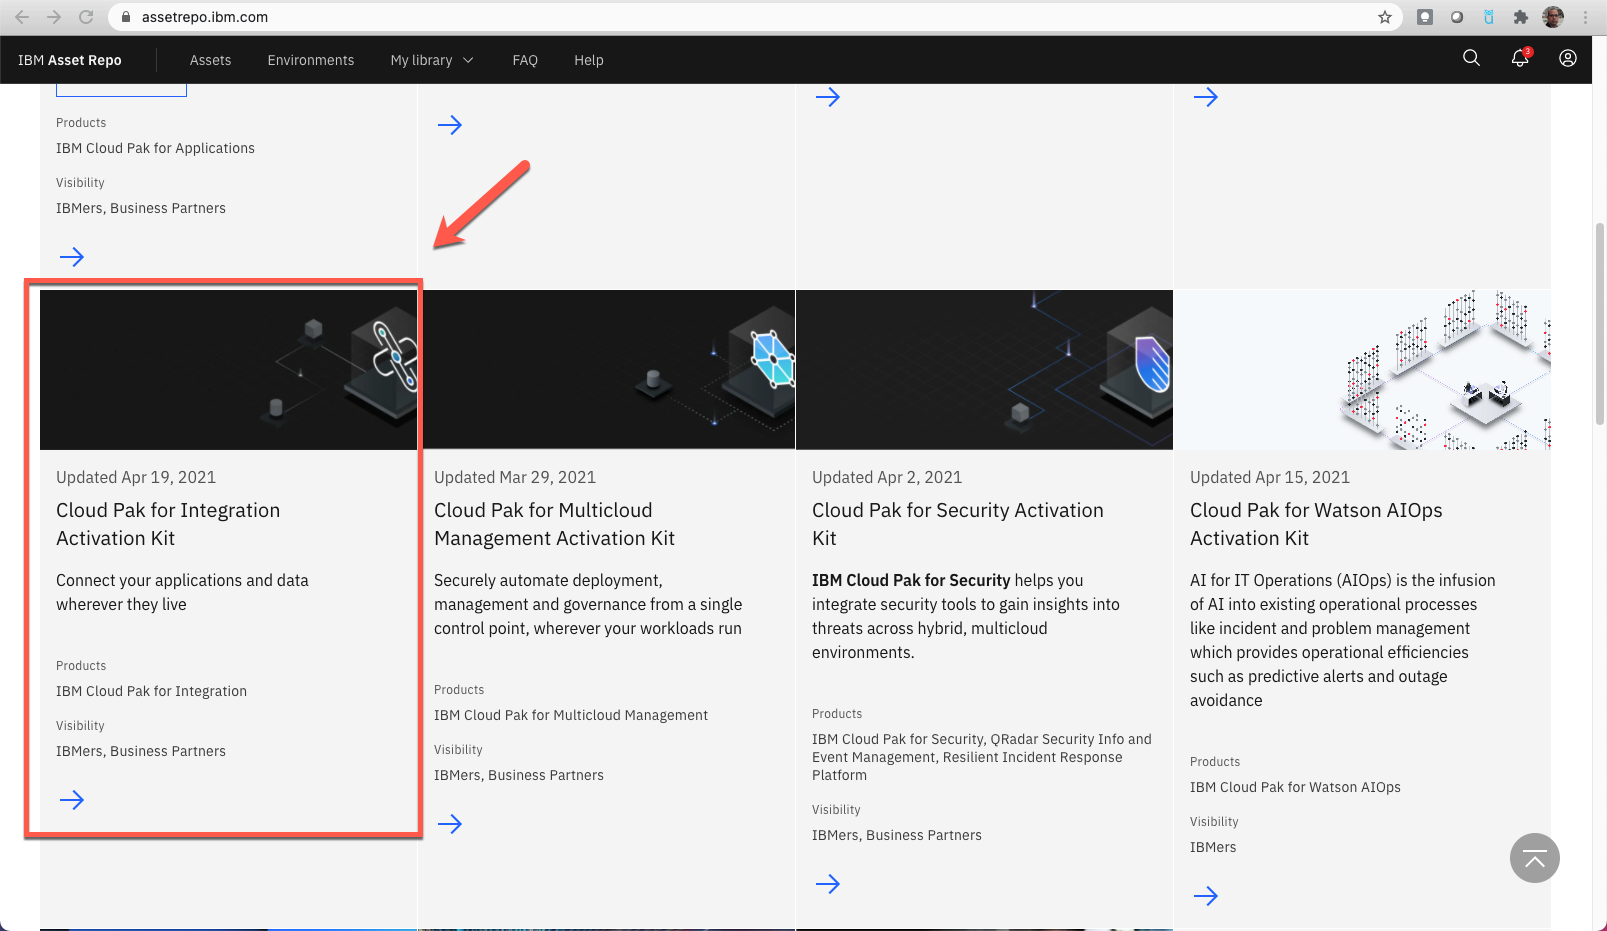 assetrepo.ibm.com
IBM Asset Repo
Assets
Environments
My library
FAQ
Help
3
Products
IBM Cloud Pak for Applications
Visibility
IBMers, Business Partners
Updated Apr 19, 2021
Cloud Pak for Integration
Activation Kit
Connect your applications and data
wherever they live
Products
IBM Cloud Pak for Integration
Visibility
IBMers, Business Partners
Updated Mar 29, 2021
Cloud Pak for Multicloud
Management Activation Kit
Securely automate deployment,
management and governance from a single
control point, wherever your workloads run
Products
IBM Cloud Pak for Multicloud Management
Visibility
IBMers, Business Partners
Updated Apr 2, 2021
Cloud Pak for Security Activation
Kit
IBM Cloud Pak for Security helps you
integrate security tools to gain insights into
threats across hybrid, multicloud
environments.
Products
IBM Cloud Pak for Security, QRadar Security Info and
Event Management, Resilient Incident Response
Platform
Visibility
IBMers, Business Partners
Updated Apr 15, 2021
Cloud Pak for Watson AIOps
Activation Kit
AI for IT Operations (AIOps) is the infusion
of AI into existing operational processes
like incident and problem management
which provides operational efficiencies
such as predictive alerts and outage
avoidance
Products
IBM Cloud Pak for Watson AIOps
Visibility
IBMers